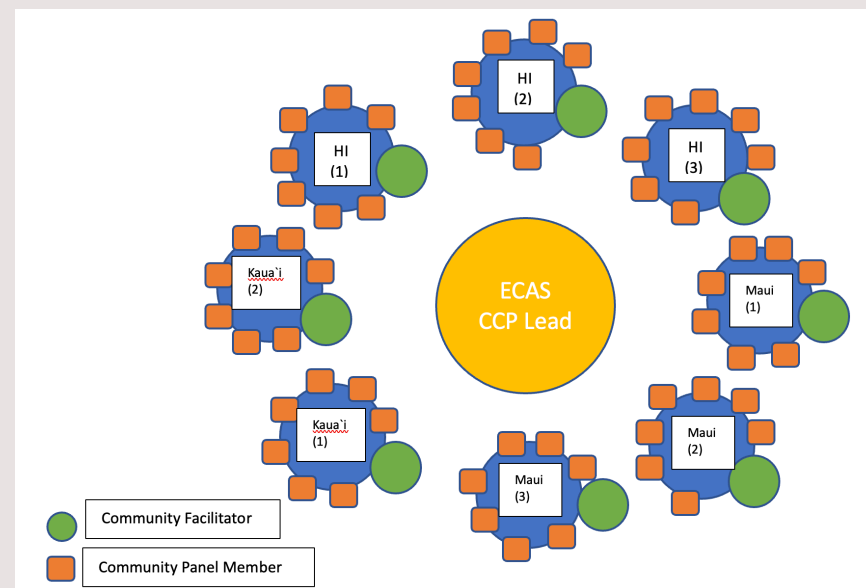 HI
(2)
HI
(1)
HI
(3)
Kaua`i
(2)
ECAS
CCP Lead
Maui
(1)
Kaua`i
(1)
Maui
(2)
Maui
(3)
Community Facilitator
Community Panel Member